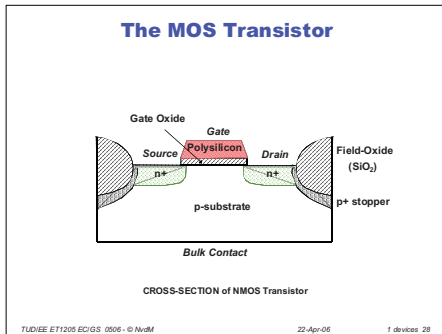 The MOS Transistor
Gate Oxide
Gate
Polysilicon
Source
Drain
Field-Oxide
(SiO₂)
n+
n+
p+ stopper
p-substrate
Bulk Contact
CROSS-SECTION of NMOS Transistor
TUD/EE ET1205 EC/GS 0506 - © NvdM
22-Apr-06
1 devices 28